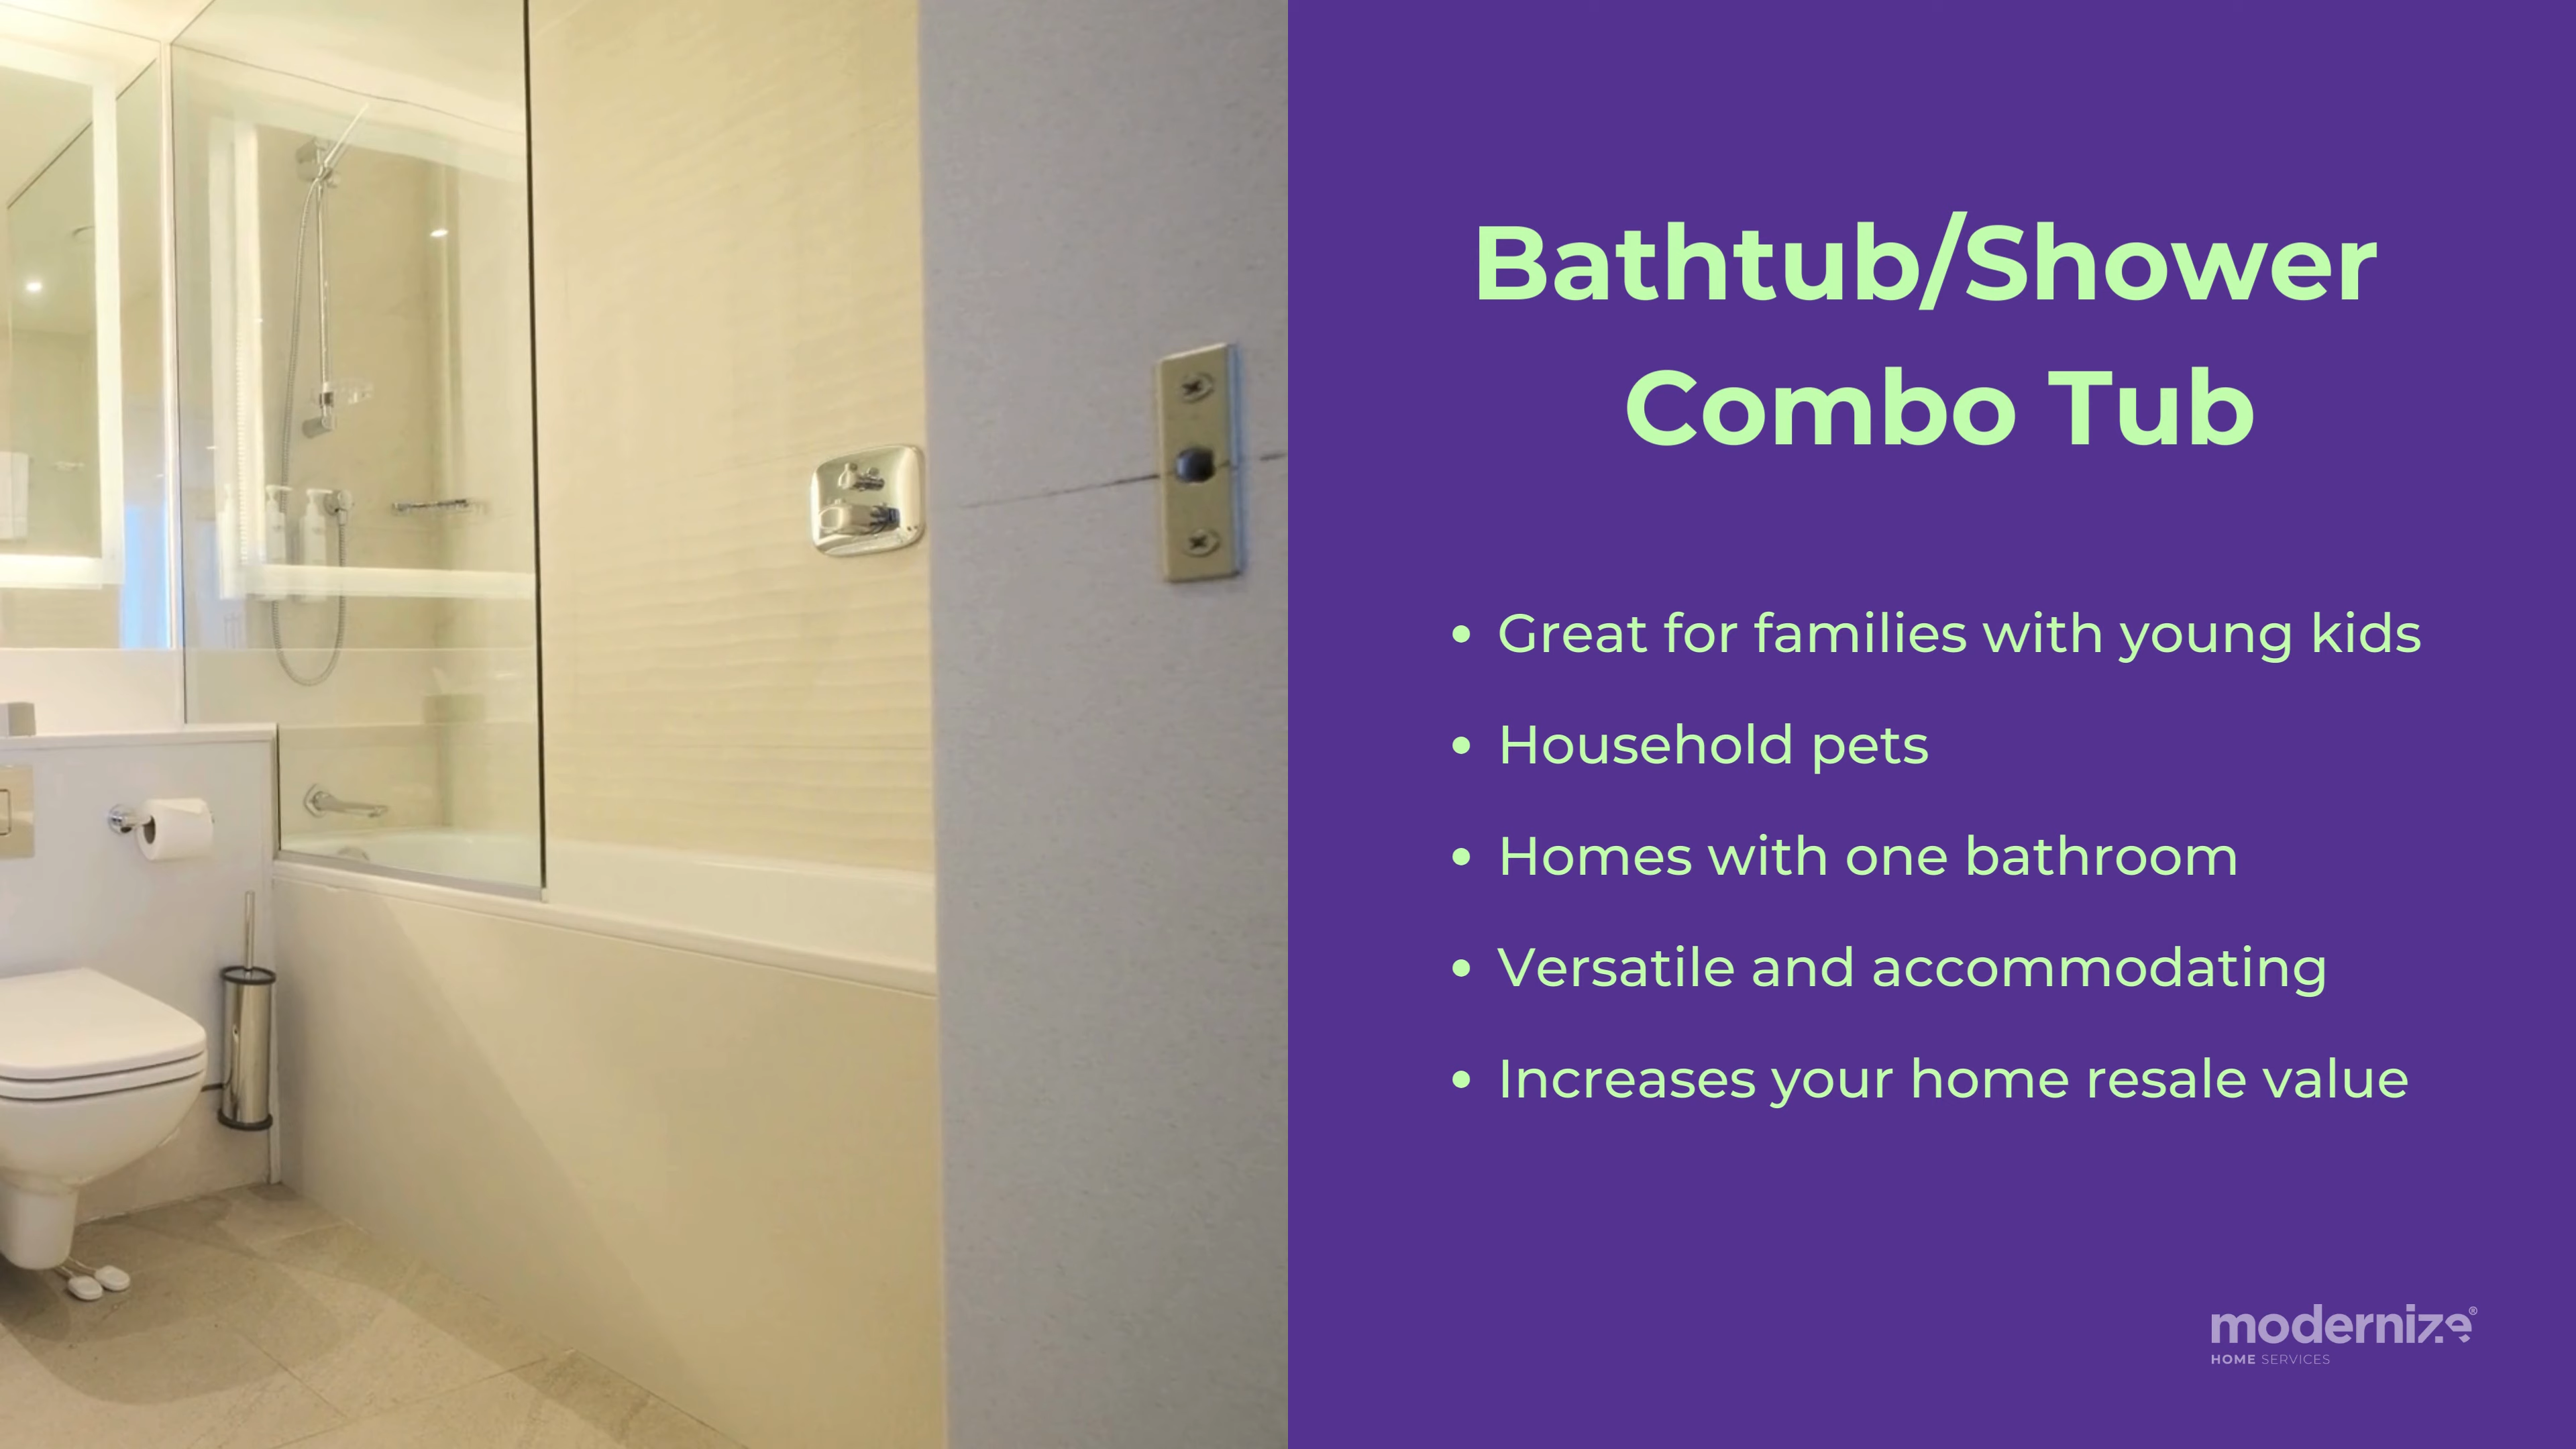 Bathtub/Shower
Combo Tub
• Great for families with young kids
• Household pets
• Homes with one bathroom
• Versatile and accommodating
• Increases your home resale value
modernize®
HOME SERVICES